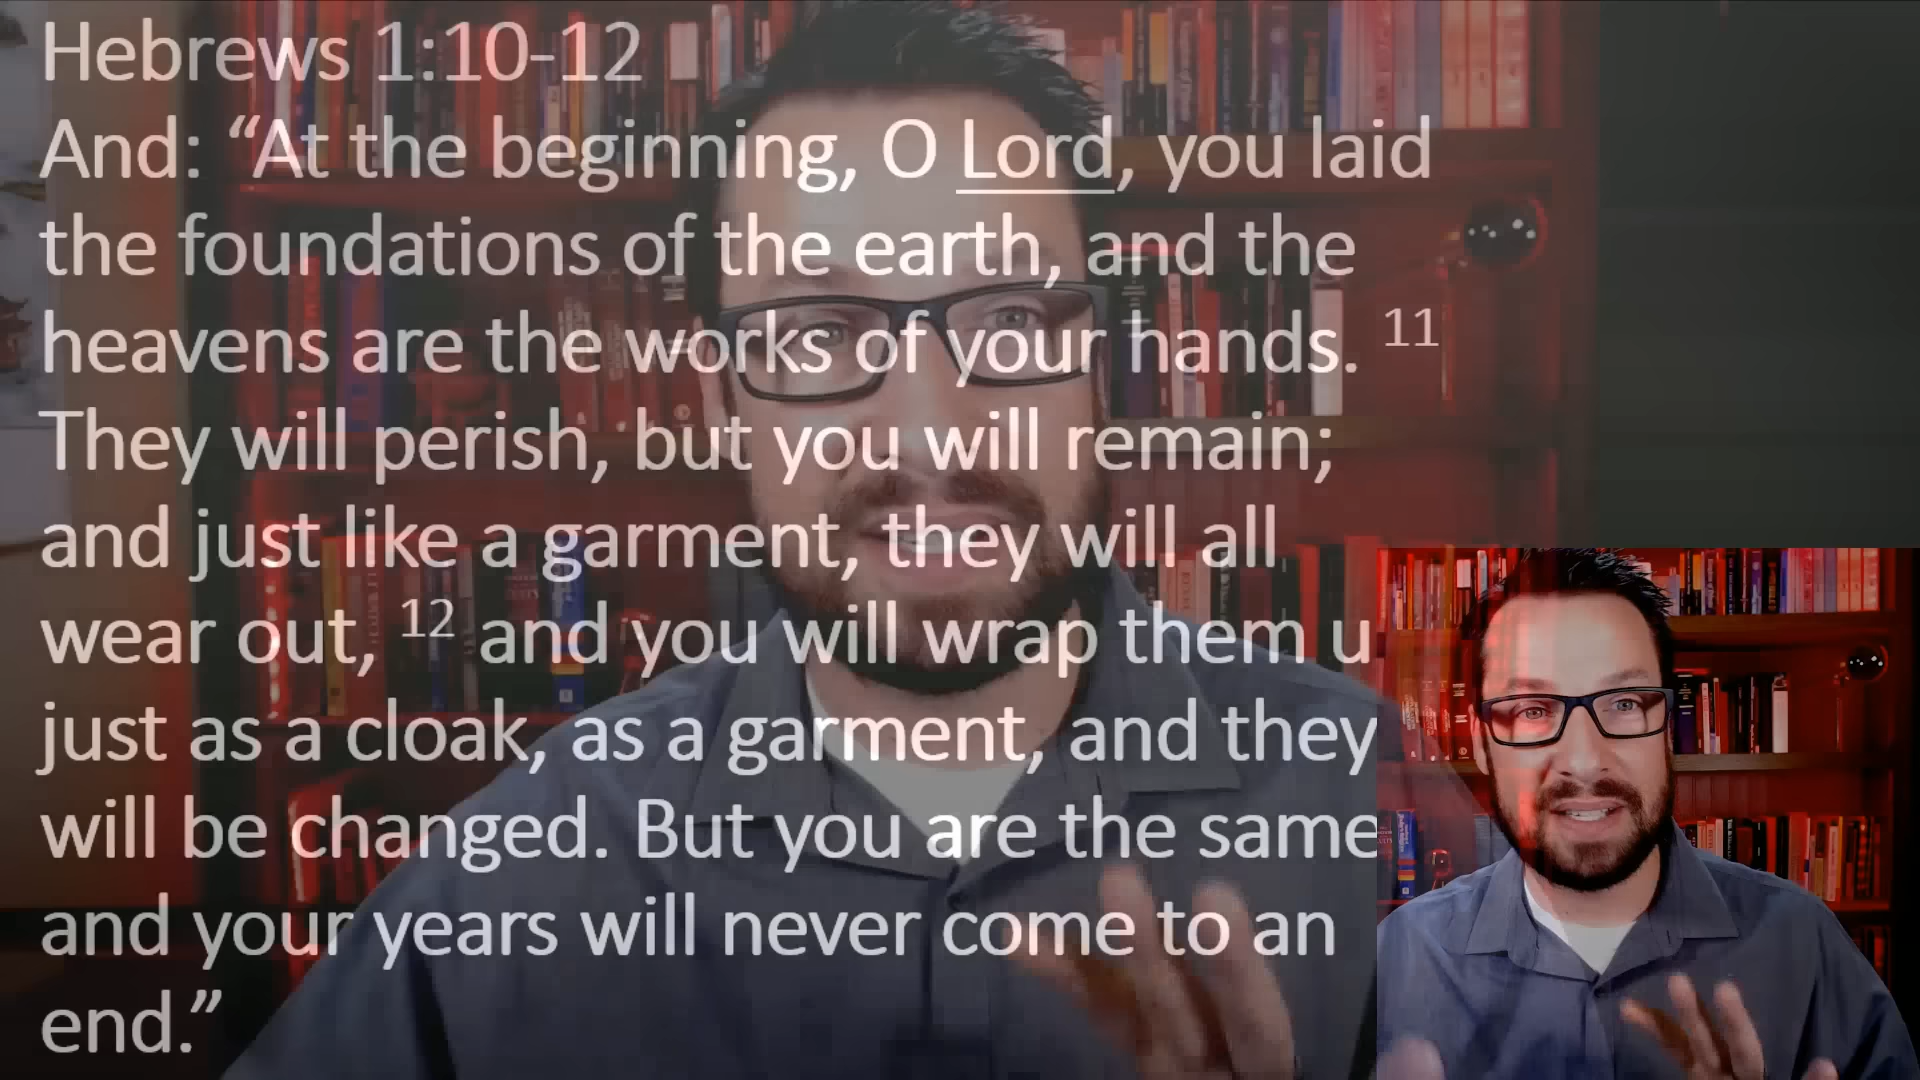 Hebrews 1:10-12
And: “At the beginning, O Lord, you laid
the foundations of the earth, and the
heavens are the works of your hands. 11
They will perish, but you will remain;
and just like a garment, they will all
wear out, 12 and you will wrap them u
just as a cloak, as a garment, and they
will be changed. But you are the same
and your years will never come to an
end.”